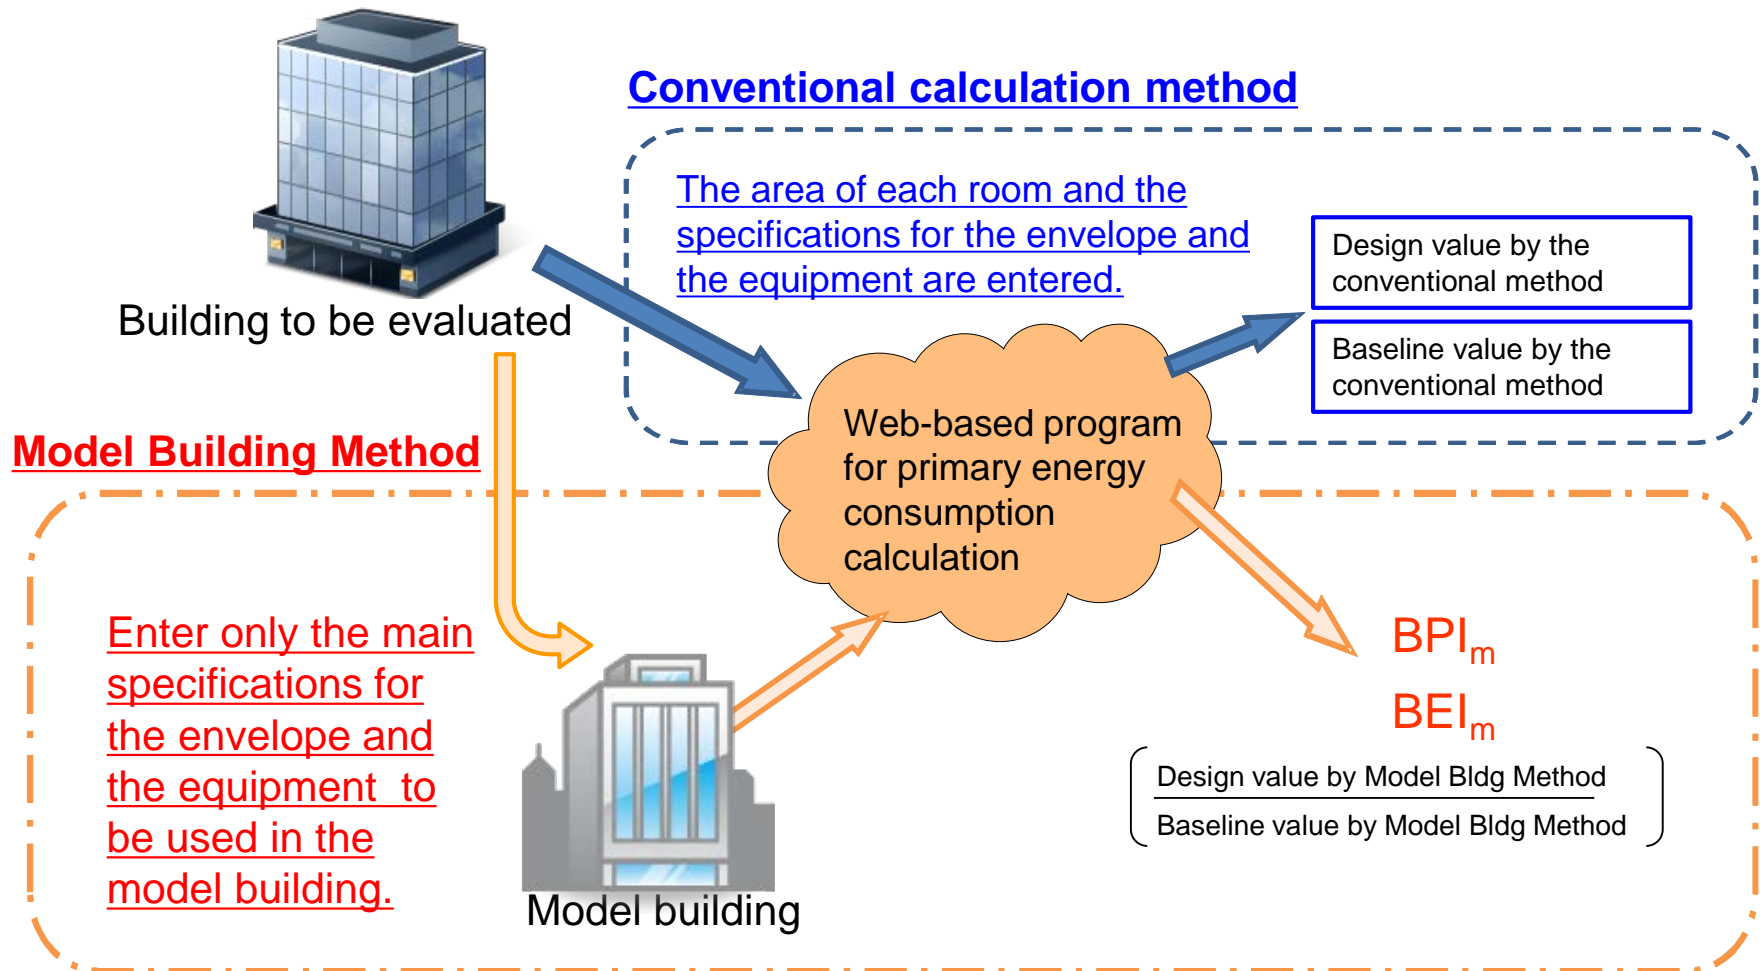 Conventional calculation method
The area of each room and the
specifications for the envelope and
the equipment are entered.
Design value by the
conventional method
Baseline value by the
conventional method
Building to be evaluated
Web-based program
for primary energy
consumption
calculation
Model Building Method
Enter only the main
specifications for
the envelope and
the equipment to
be used in the
model building.
Model building
BPIm
BEIm
Design value by Model Bldg Method
Baseline value by Model Bldg Method